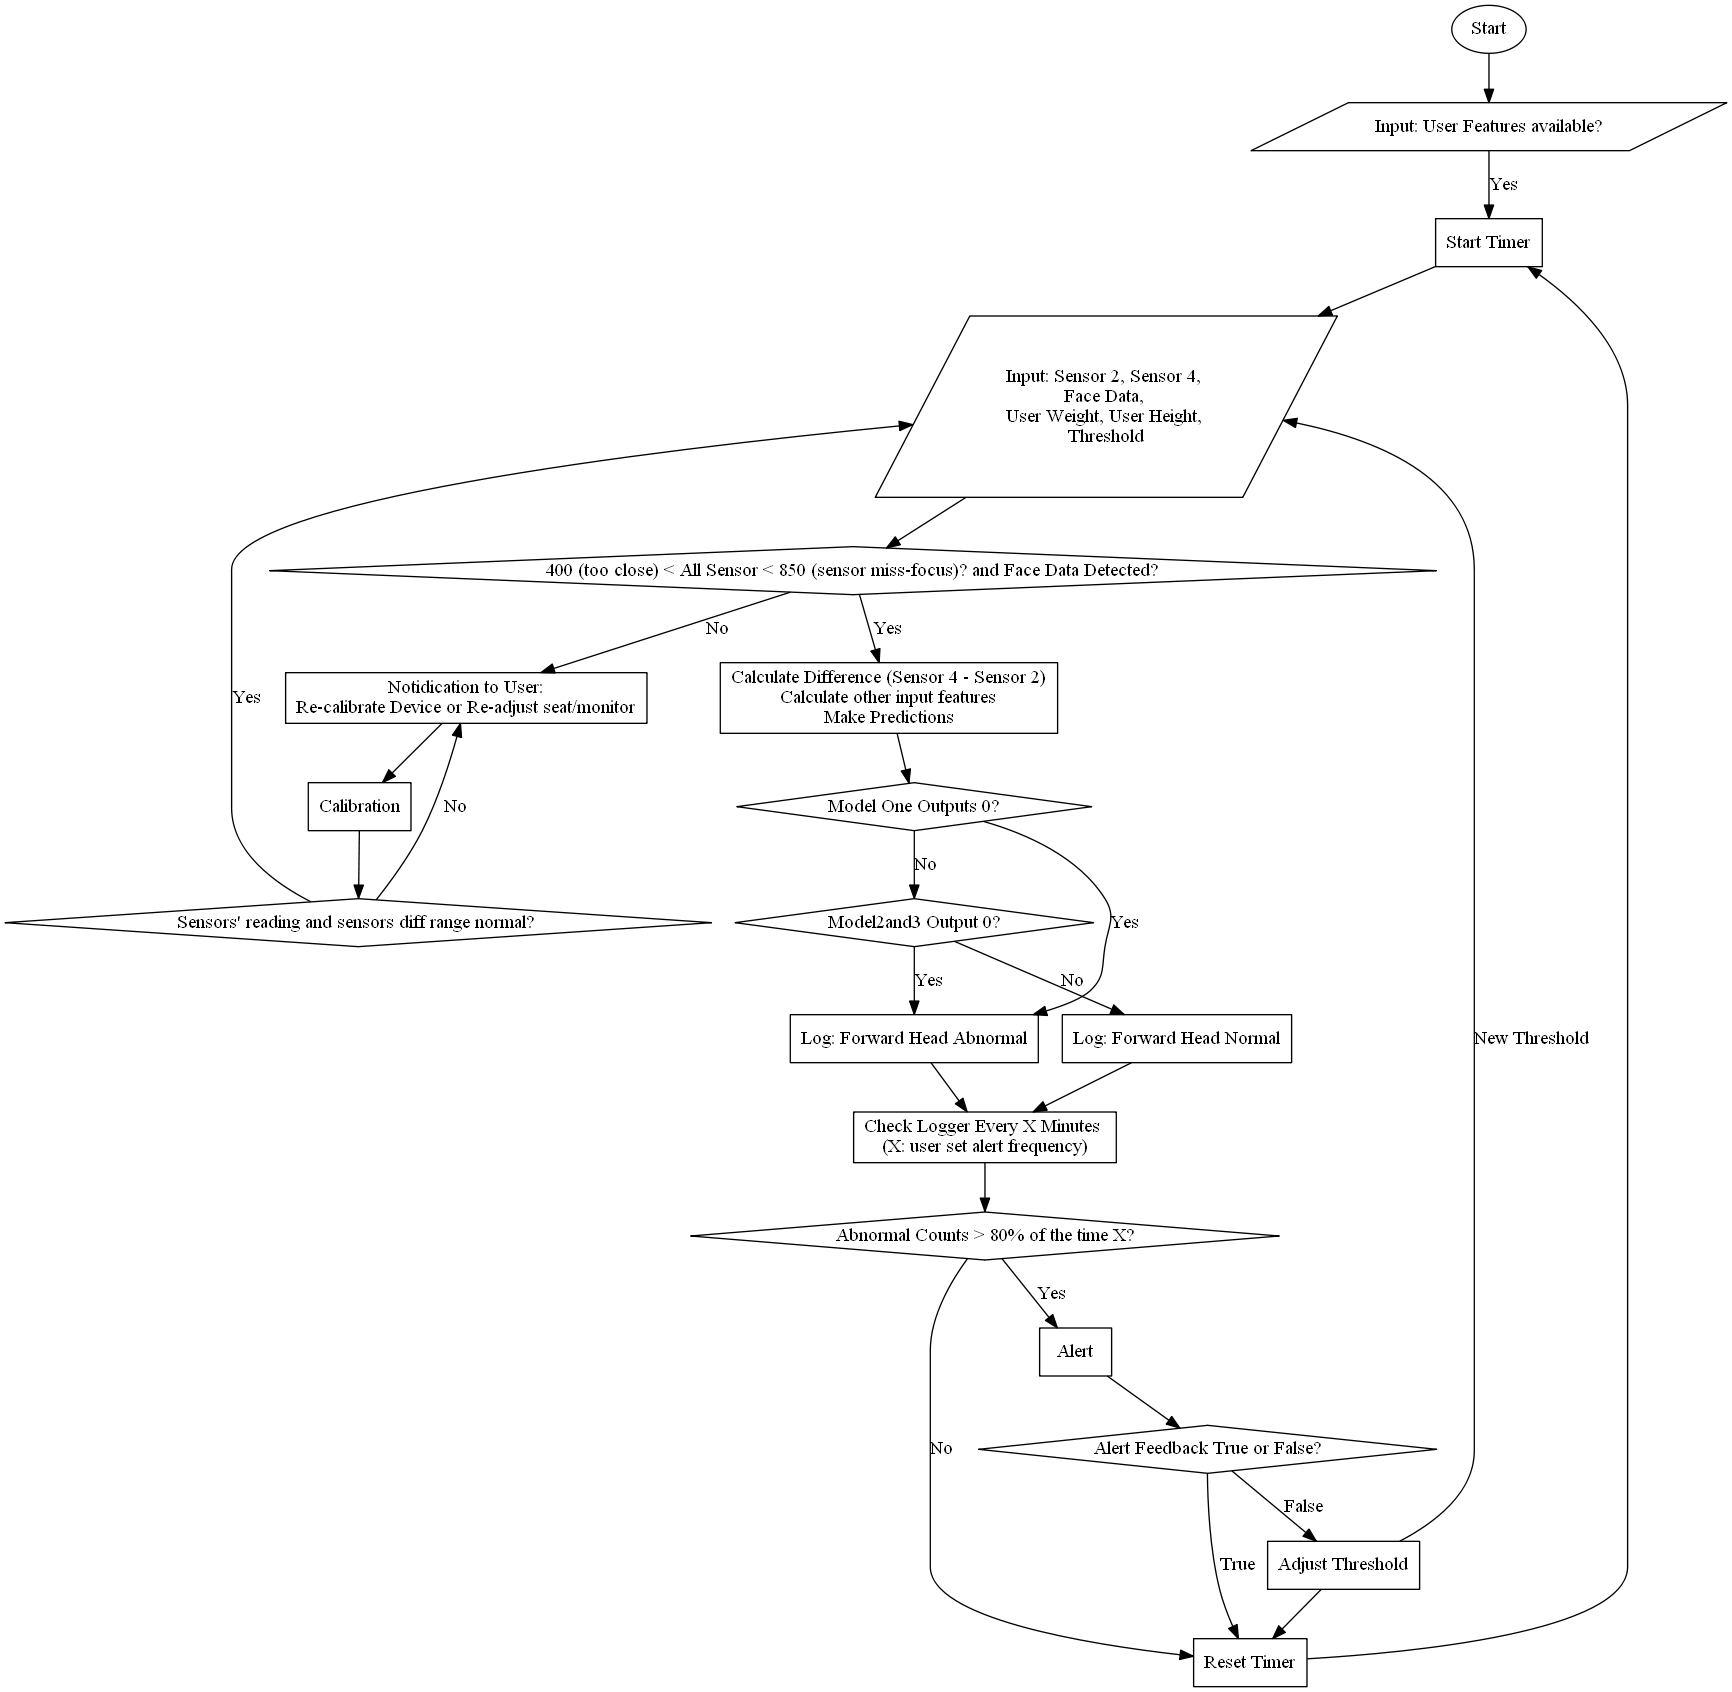 Start
Input: User Features available?
Yes
Start Timer
Input: Sensor 2, Sensor 4,
Face Data,
User Weight, User Height,
Threshold
400 (too close) < All Sensor < 850 (sensor miss-focus)? and Face Data Detected?
No
Yes
Notidication to User:
Re-calibrate Device or Re-adjust seat/monitor
Calculate Difference (Sensor 4 - Sensor 2)
Calculate other input features
Make Predictions
Yes
Calibration
No
Model One Outputs 0?
No
Sensors' reading and sensors diff range normal?
Model2and3 Output 0?
Yes
Yes
No
Log: Forward Head Abnormal
Log: Forward Head Normal
New Threshold
Check Logger Every X Minutes
(X: user set alert frequency)
Abnormal Counts > 80% of the time X?
Yes
Alert
No
Alert Feedback True or False?
False
True
Adjust Threshold
Reset Timer